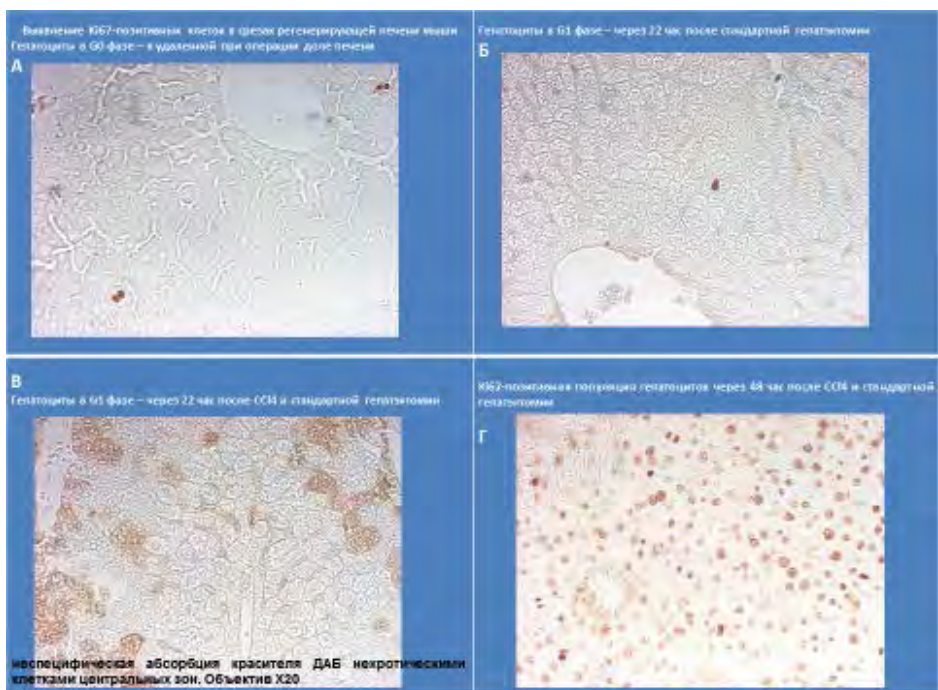 Выявление Ki67-позитивных клеток в срезах регенерирующей печени мыши
Гепатоциты в G0 фазе – в удаленной при операции доле печени
А
Гепатоциты в G1 фазе – через 22 час после стандартной гепатэктомии
Б
В
Гепатоциты в G1 фазе – через 22 час после CCl4 и стандартной гепатэктомии
Ki67-позитивная популяция гепатоцитов через 48 час после CCl4 и стандартной
гепатэктомии
Г
неспецифическая абсорбция красителя ДАБ некротическими
клетками центральных зон. Объектив Х20